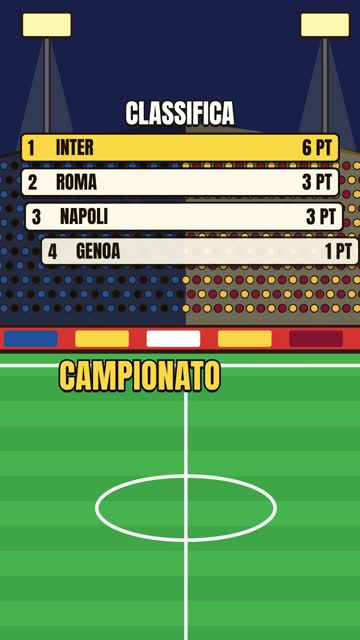 CLASSIFICA
1 INTER 6 PT
2 ROMA 3 PT
3 NAPOLI 3 PT
4 GENOA 1 PT
CAMPIONATO